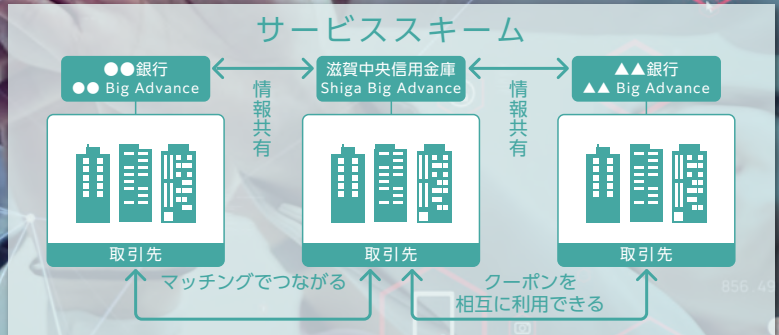 サービススキーム
●●銀行
●● Big Advance
情報共有
滋賀中央信用金庫
Shiga Big Advance
情報共有
▲▲銀行
▲▲ Big Advance
取引先
取引先
取引先
マッチングでつながる
クーポンを
相互に利用できる
856.49